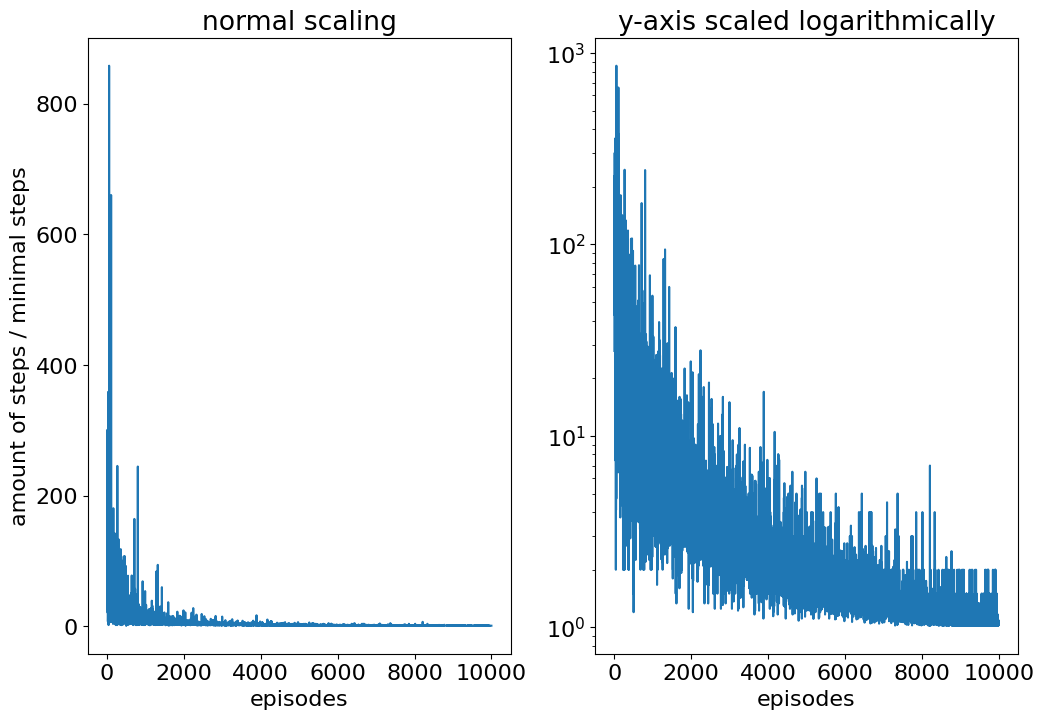 normal scaling
y-axis scaled logarithmically
amount of steps / minimal steps
800
600
400
200
0
10³
10²
10¹
10⁰
0 2000 4000 6000 8000 10000
0 2000 4000 6000 8000 10000
episodes
episodes